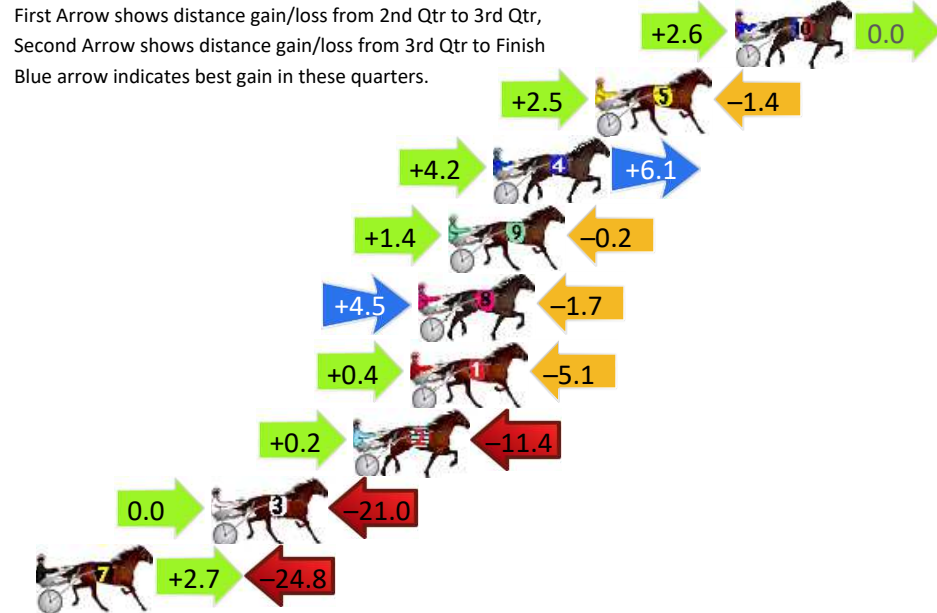 First Arrow shows distance gain/loss from 2nd Qtr to 3rd Qtr,
Second Arrow shows distance gain/loss from 3rd Qtr to Finish
Blue arrow indicates best gain in these quarters.
+2.6 10 0.0
+2.5 5 –1.4
+4.2 4 +6.1
+1.4 9 –0.2
+4.5 8 –1.7
+0.4 1 –5.1
+0.2 2 –11.4
0.0 3 –21.0
7 +2.7 –24.8